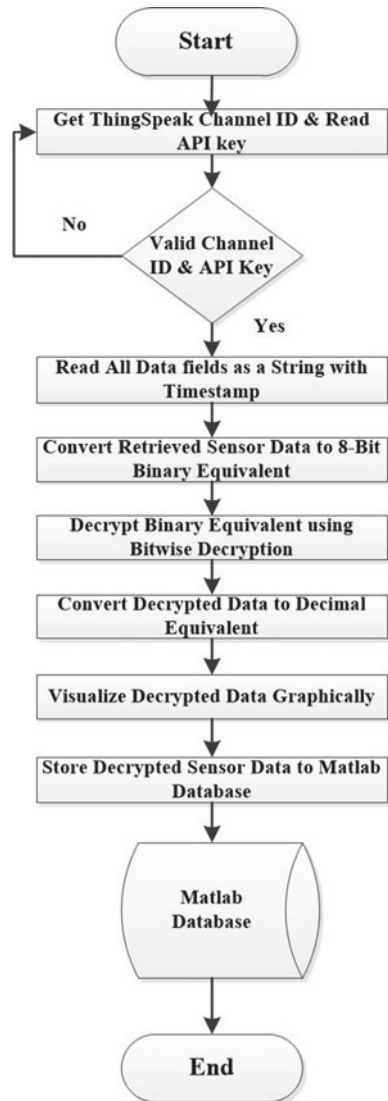 Start
Get ThingSpeak Channel ID & Read
API key
No
Valid Channel
ID & API Key
Yes
Read All Data fields as a String with
Timestamp
Convert Retrieved Sensor Data to 8-Bit
Binary Equivalent
Decrypt Binary Equivalent using
Bitwise Decryption
Convert Decrypted Data to Decimal
Equivalent
Visualize Decrypted Data Graphically
Store Decrypted Sensor Data to Matlab
Database
Matlab
Database
End